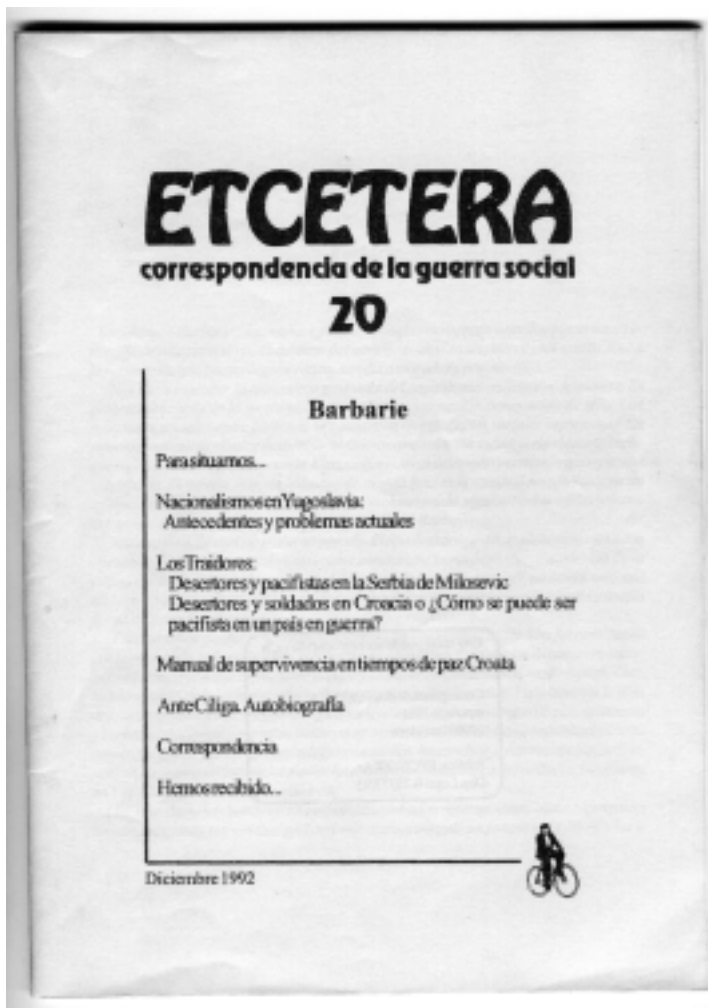 ETCETERA
correspondencia de la guerra social
20
Barbarie
Para situarnos...
Nacionalismos en Yugoslavia:
Antecedentes y problemas actuales
Los Traidores:
Desertores y pacifistas en la Serbia de Milosevic
Desertores y soldados en Croacia o ¿Cómo se puede ser
pacifista en un país en guerra?
Manual de supervivencia en tiempos de paz Croata
Ante Ciliga. Autobiografía
Correspondencia
Hemos recibido...
Diciembre 1992